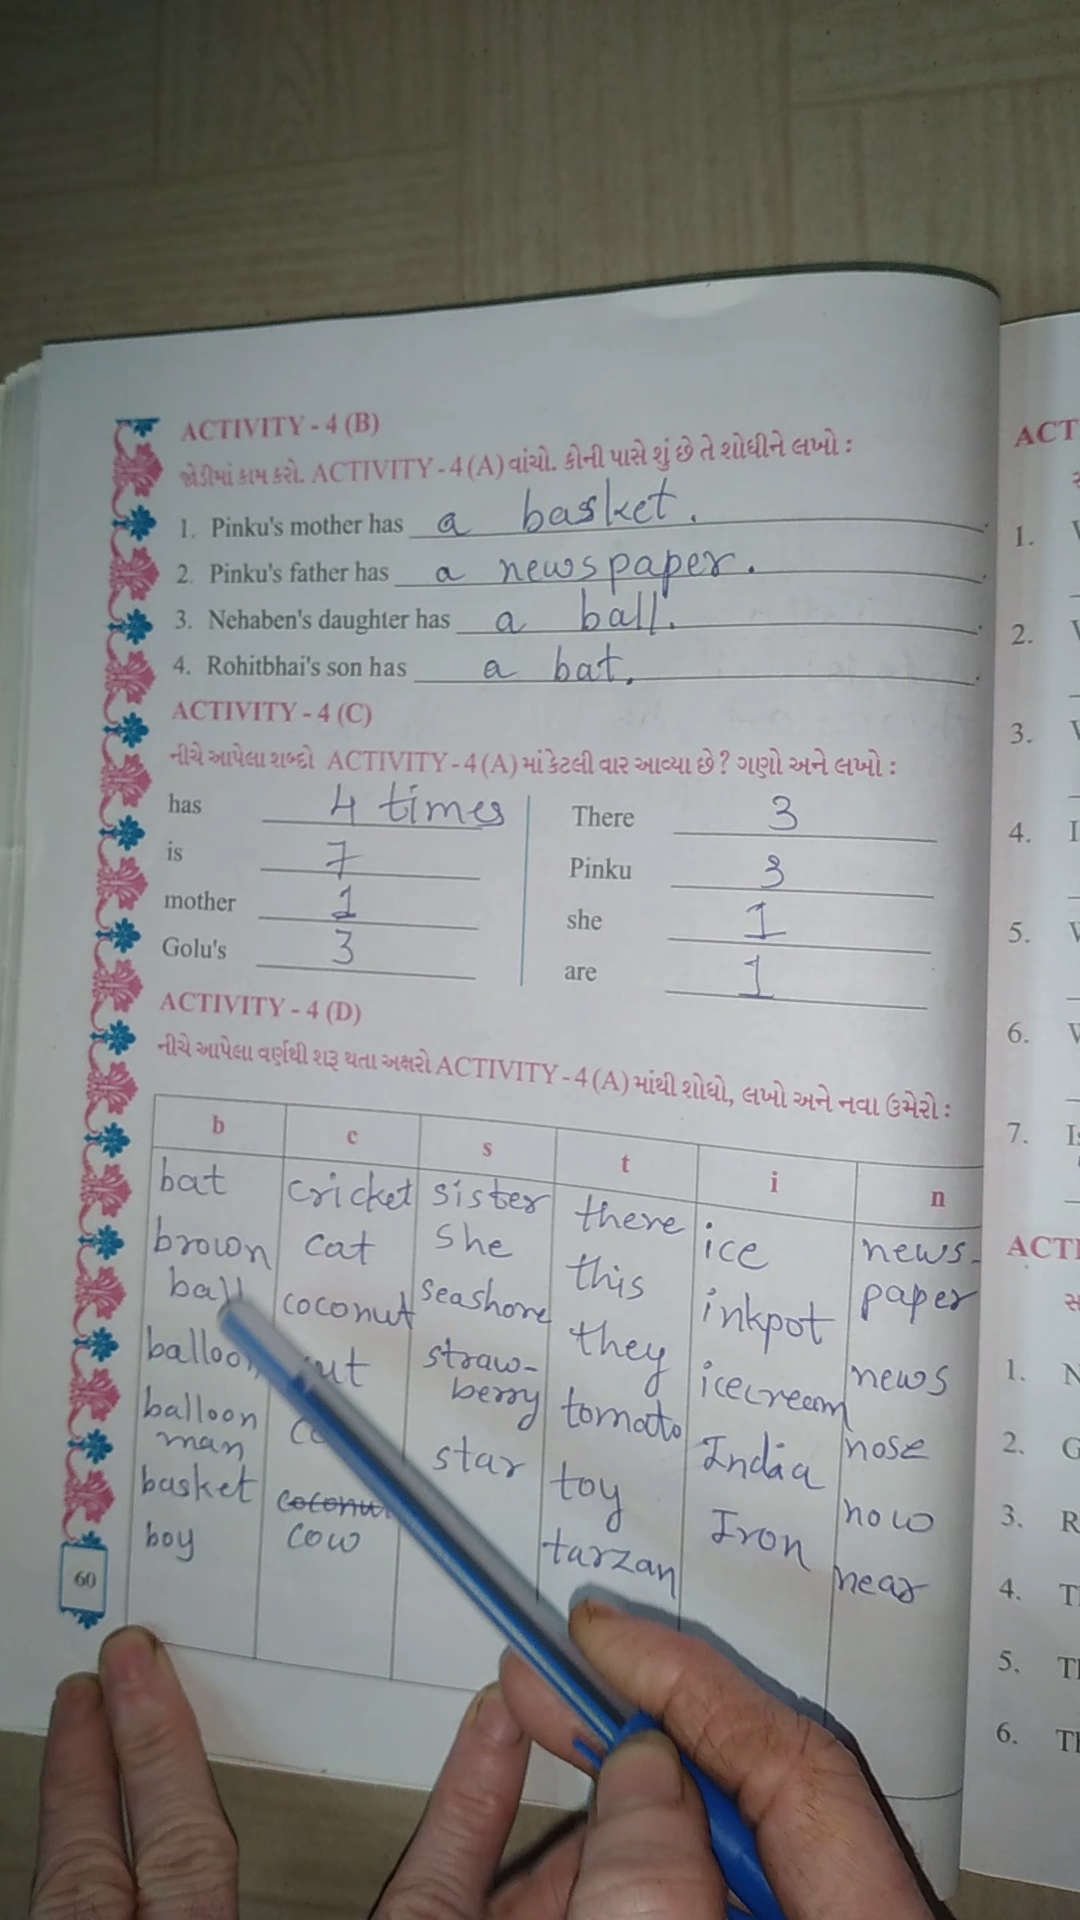 ACTIVITY - 4 (B)
જોડીમાં કામ કરો. ACTIVITY - 4 (A) વાંચો. કોની પાસે શું છે તે શોધીને લખો :
1. Pinku's mother has a basket.
2. Pinku's father has a newspaper.
3. Nehaben's daughter has a ball.
4. Rohitbhai's son has a bat.
ACTIVITY - 4 (C)
નીચે આપેલા શબ્દો ACTIVITY - 4 (A) માં કેટલી વાર આવ્યા છે? ગણો અને લખો :
has 4 times There 3
is 7 Pinku 3
mother 1 she 1
Golu's 3 are 1
ACTIVITY - 4 (D)
નીચે આપેલા વર્ણથી શરૂ થતા અક્ષરો ACTIVITY - 4 (A) માંથી શોધો, લખો અને નવા ઉમેરો :
b c s t i n
bat cricket sister there ice news-
brown cat she this inkpot paper
ball coconut seashore they icecream news
balloon straw- tomato India nose
balloon berry toy Iron now
man star tarzan near
basket
boy cow
60
ACT
1.
2.
3.
4. I
5.
6.
7.
ACTI
1. N
2. G
3. R
4. T
5. Th
6. Th